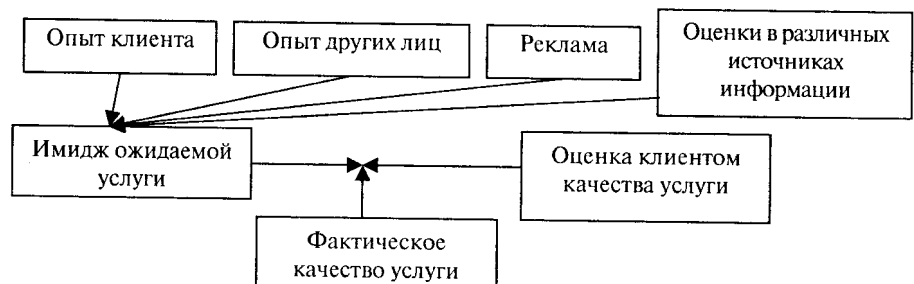 Опыт клиента
Опыт других лиц
Реклама
Оценки в различных
источниках
информации
Имидж ожидаемой
услуги
Оценка клиентом
качества услуги
Фактическое
качество услуги